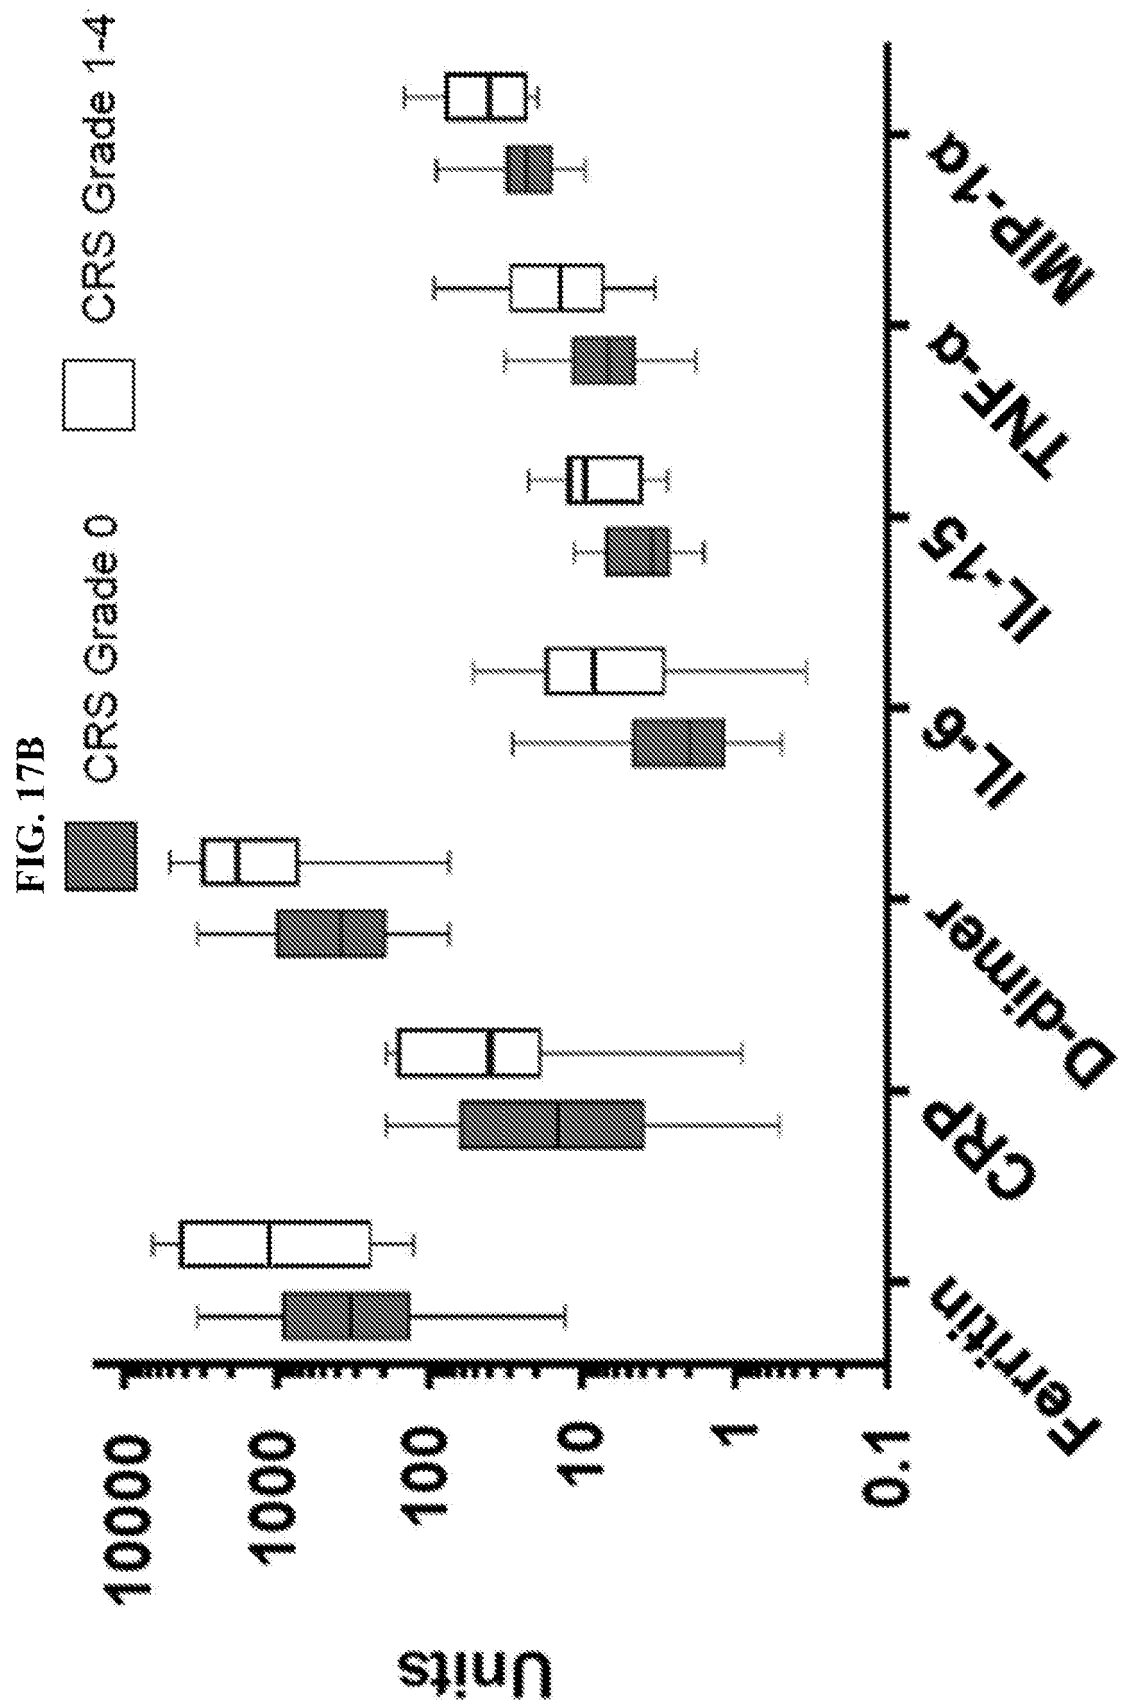 FIG. 17B
CRS Grade 0
CRS Grade 1-4
Units
10000
1000
100
10
1
0.1
Ferritin
CRP
D-dimer
IL-6
IL-15
TNF-α
MIP-1α